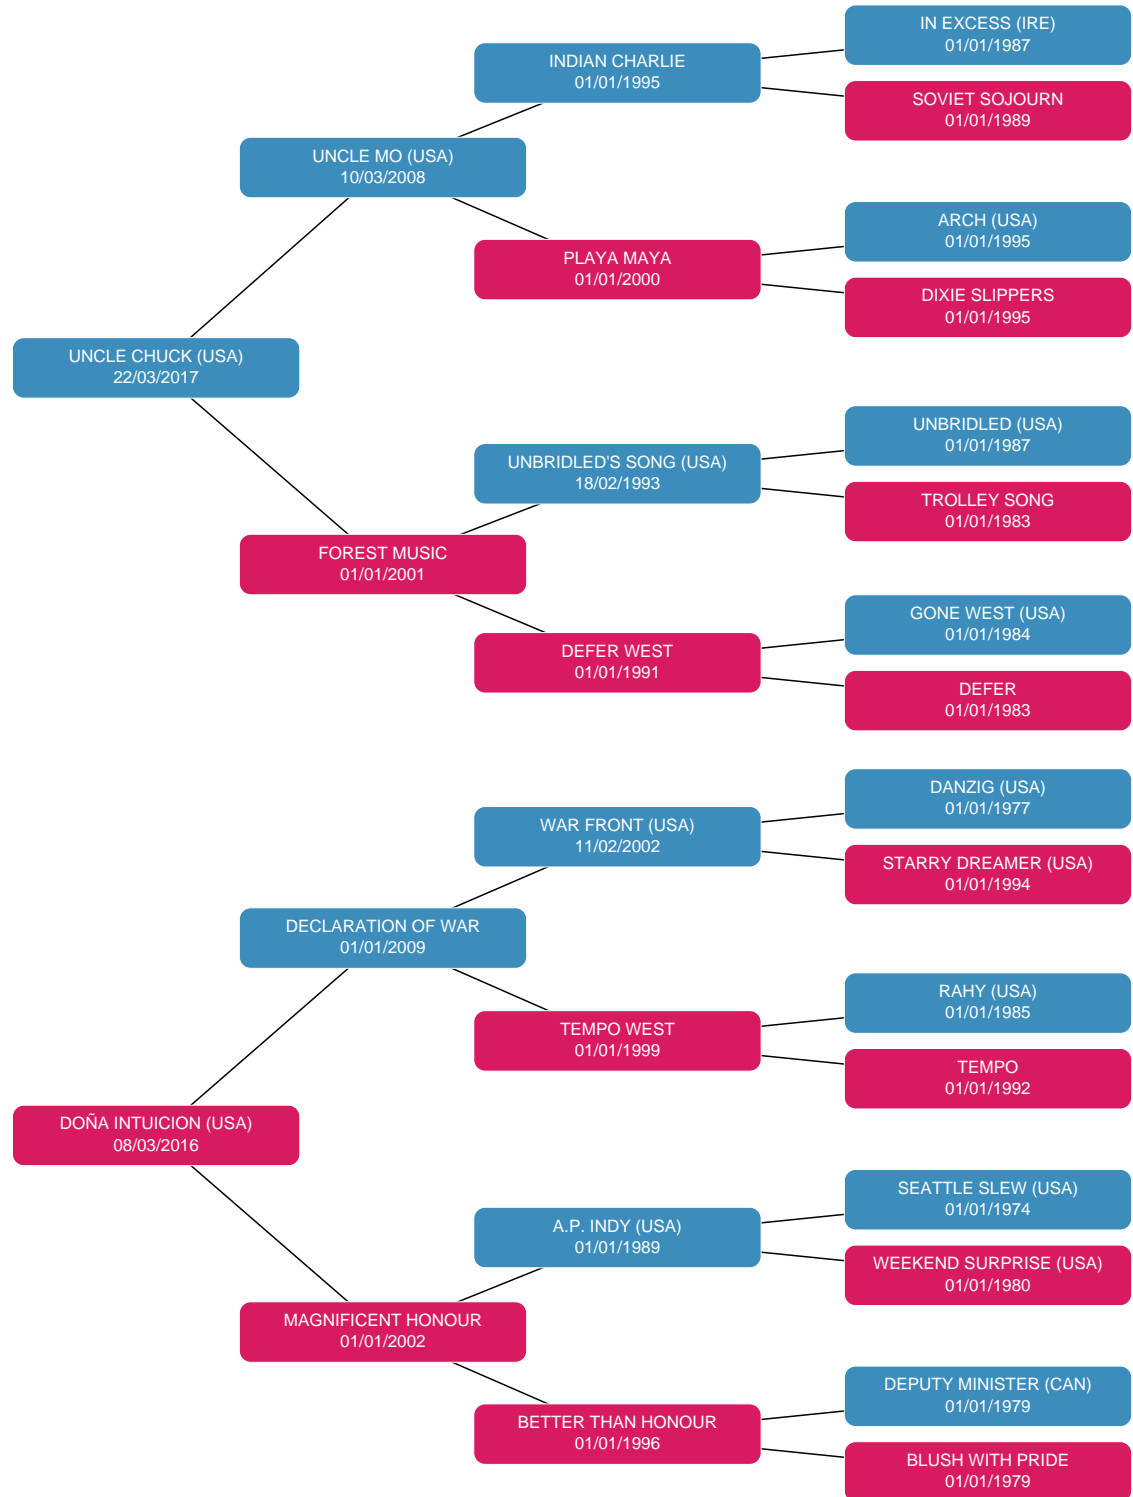 IN EXCESS (IRE)
01/01/1987
INDIAN CHARLIE
01/01/1995
SOVIET SOJOURN
01/01/1989
UNCLE MO (USA)
10/03/2008
ARCH (USA)
01/01/1995
PLAYA MAYA
01/01/2000
DIXIE SLIPPERS
01/01/1995
UNCLE CHUCK (USA)
22/03/2017
UNBRIDLED (USA)
01/01/1987
UNBRIDLED'S SONG (USA)
18/02/1993
TROLLEY SONG
01/01/1983
FOREST MUSIC
01/01/2001
GONE WEST (USA)
01/01/1984
DEFER WEST
01/01/1991
DEFER
01/01/1983
DANZIG (USA)
01/01/1977
WAR FRONT (USA)
11/02/2002
STARRY DREAMER (USA)
01/01/1994
DECLARATION OF WAR
01/01/2009
RAHY (USA)
01/01/1985
TEMPO WEST
01/01/1999
TEMPO
01/01/1992
DOÑA INTUICION (USA)
08/03/2016
SEATTLE SLEW (USA)
01/01/1974
A.P. INDY (USA)
01/01/1989
WEEKEND SURPRISE (USA)
01/01/1980
MAGNIFICENT HONOUR
01/01/2002
DEPUTY MINISTER (CAN)
01/01/1979
BETTER THAN HONOUR
01/01/1996
BLUSH WITH PRIDE
01/01/1979